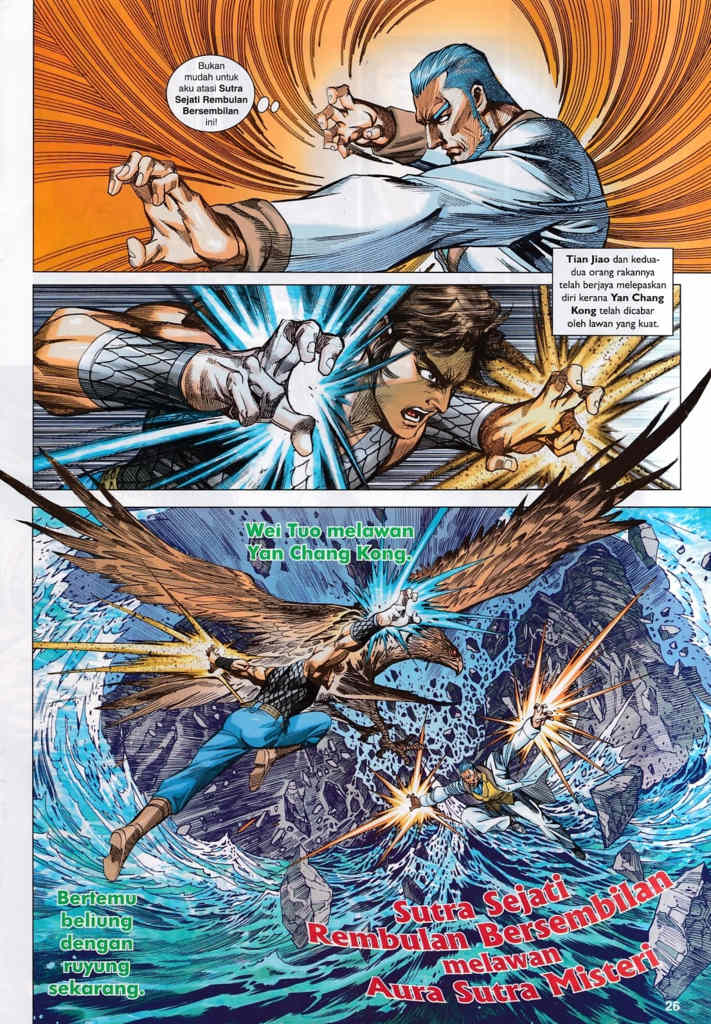 Bukan
mudah untuk
aku atasi Sutra
Sejati Rembulan
Bersembilan
ini!
Tian Jiao dan kedua-
dua orang rakannya
telah berjaya melepaskan
diri kerana Yan Chang
Kong telah dicabar
oleh lawan yang kuat.
Wei Tuo melawan
Yan Chang Kong.
Bertemu
beliung
dengan
ruyung
sekarang.
Sutra Sejati
Rembulan Bersembilan
melawan
Aura Sutra Misteri
25